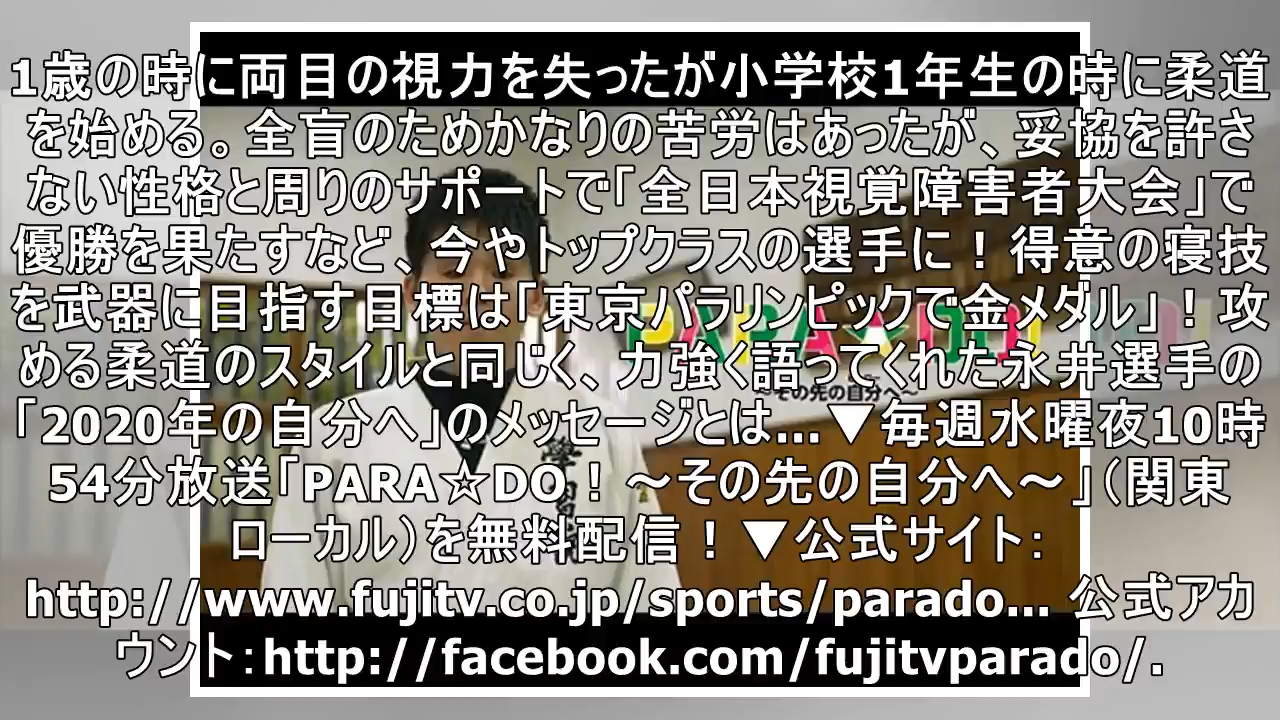 1歳の時に両目の視力を失ったが小学校1年生の時に柔道
を始める。全盲のためかなりの苦労はあったが、妥協を許さ
ない性格と周りのサポートで「全日本視覚障害者大会」で
優勝を果たすなど、今やトップクラスの選手に！得意の寝技
を武器に目指す目標は「東京パラリンピックで金メダル」！攻
PARA☆DO
める柔道のスタイルと同じく、力強く語ってくれた永井選手の
～その先の自分へ～
「2020年の自分へ」のメッセージとは...▼毎週水曜夜10時
54分放送「PARA☆DO！～その先の自分へ～」（関東
ローカル）を無料配信！▼公式サイト：
http://www.fujitv.co.jp/sports/parado... 公式アカ
ウント：http://facebook.com/fujitvparado/.